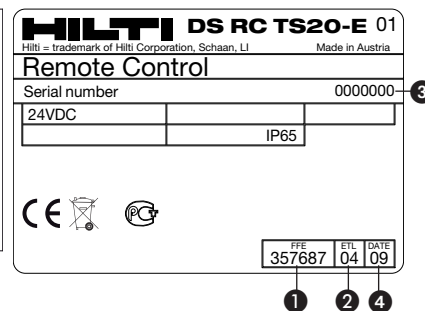 HILTI DS RC TS20-E 01
Hilti = trademark of Hilti Corporation, Schaan, LI Made in Austria
Remote Control
Serial number 0000000 3
24VDC
IP65
CE PCT
FFE ETL DATE
357687 04 09
1 2 4